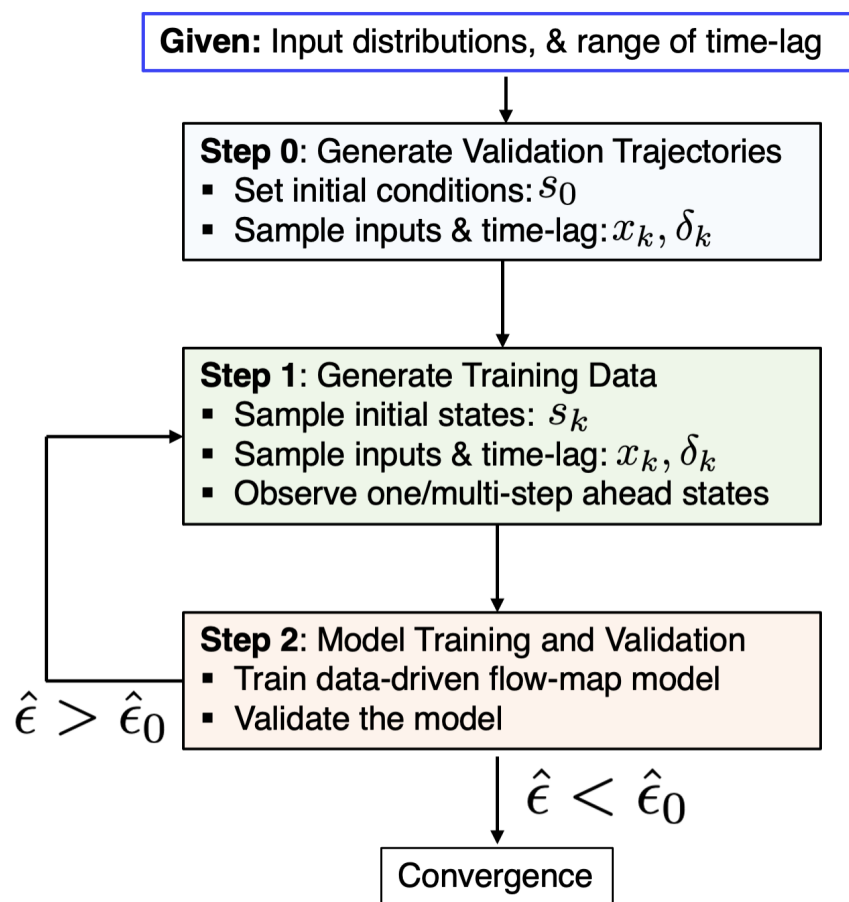 Given: Input distributions, & range of time-lag
Step 0: Generate Validation Trajectories
▪ Set initial conditions: s₀
▪ Sample inputs & time-lag: xₖ, δₖ
Step 1: Generate Training Data
▪ Sample initial states: sₖ
▪ Sample inputs & time-lag: xₖ, δₖ
▪ Observe one/multi-step ahead states
Step 2: Model Training and Validation
▪ Train data-driven flow-map model
▪ Validate the model
ϵ̂ > ϵ̂₀
ϵ̂ < ϵ̂₀
Convergence